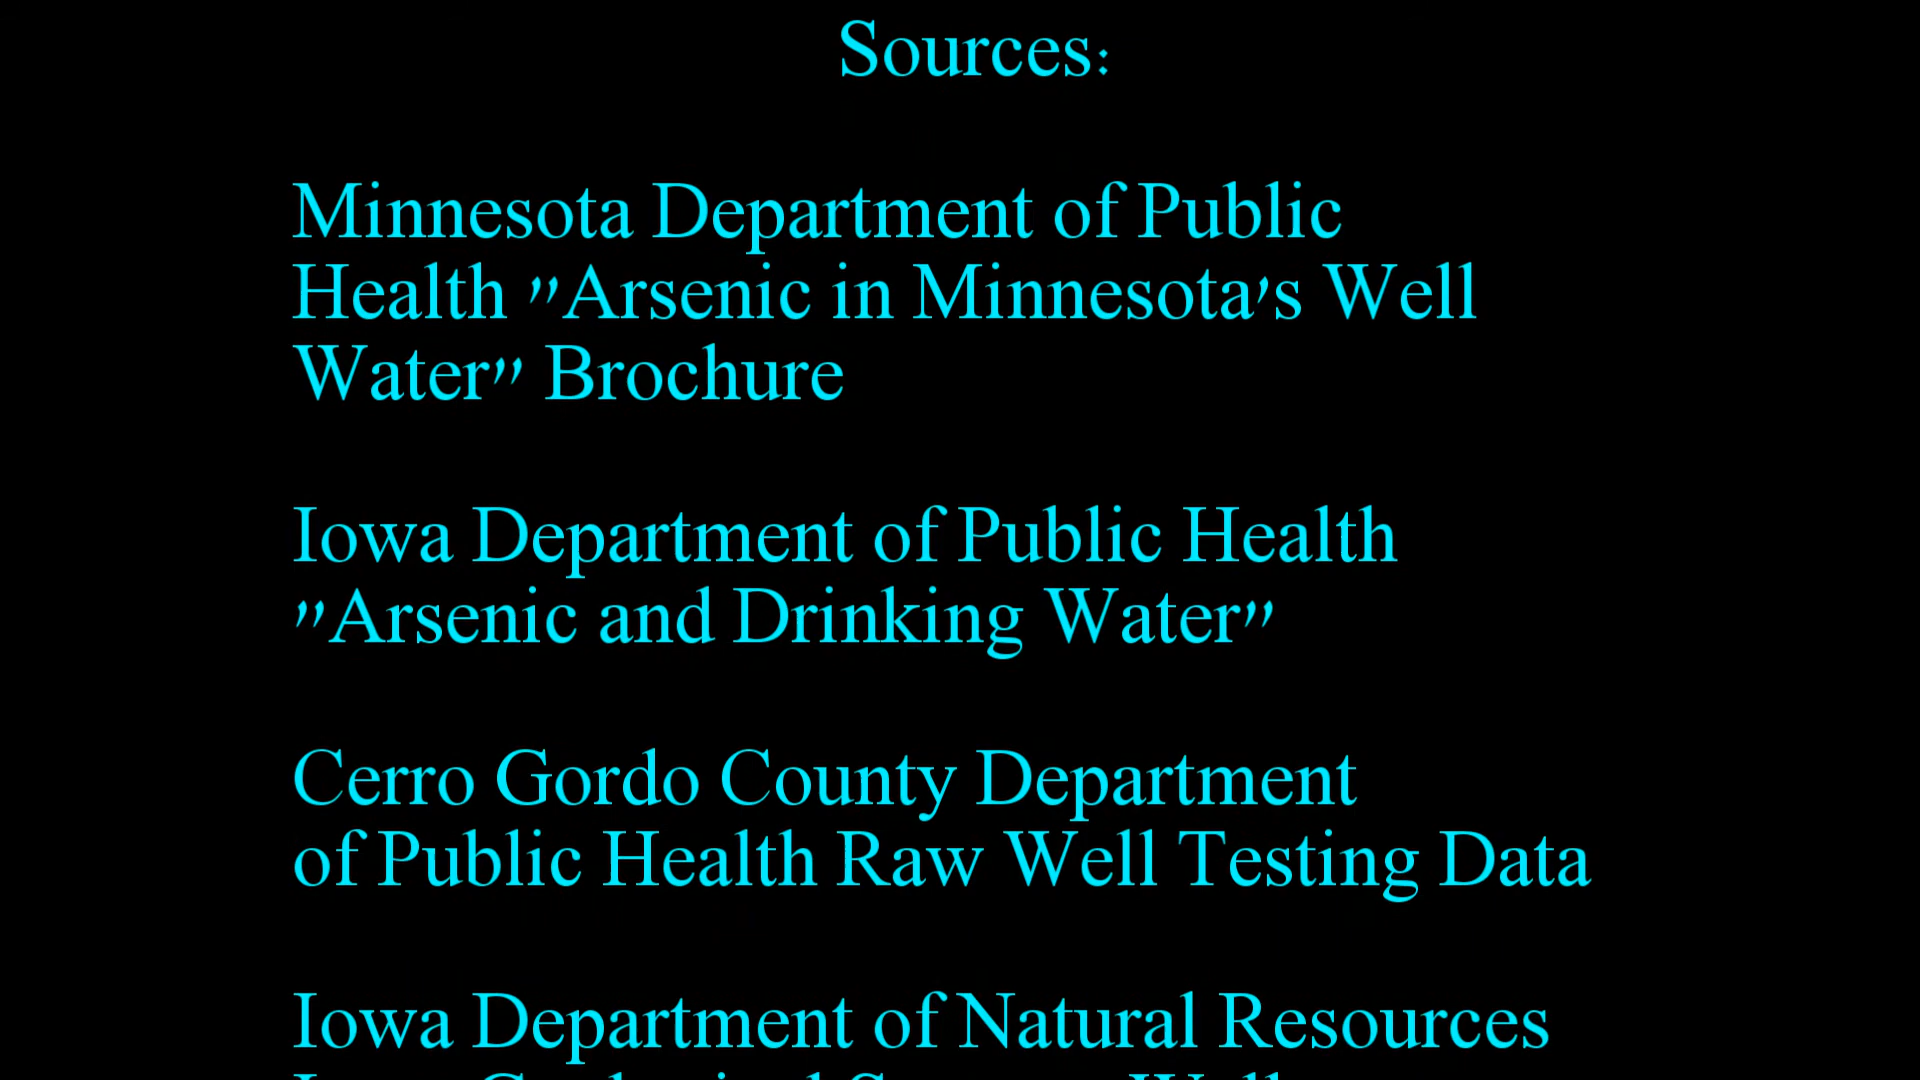 Sources:
Minnesota Department of Public
Health "Arsenic in Minnesota's Well
Water" Brochure
Iowa Department of Public Health
"Arsenic and Drinking Water"
Cerro Gordo County Department
of Public Health Raw Well Testing Data
Iowa Department of Natural Resources